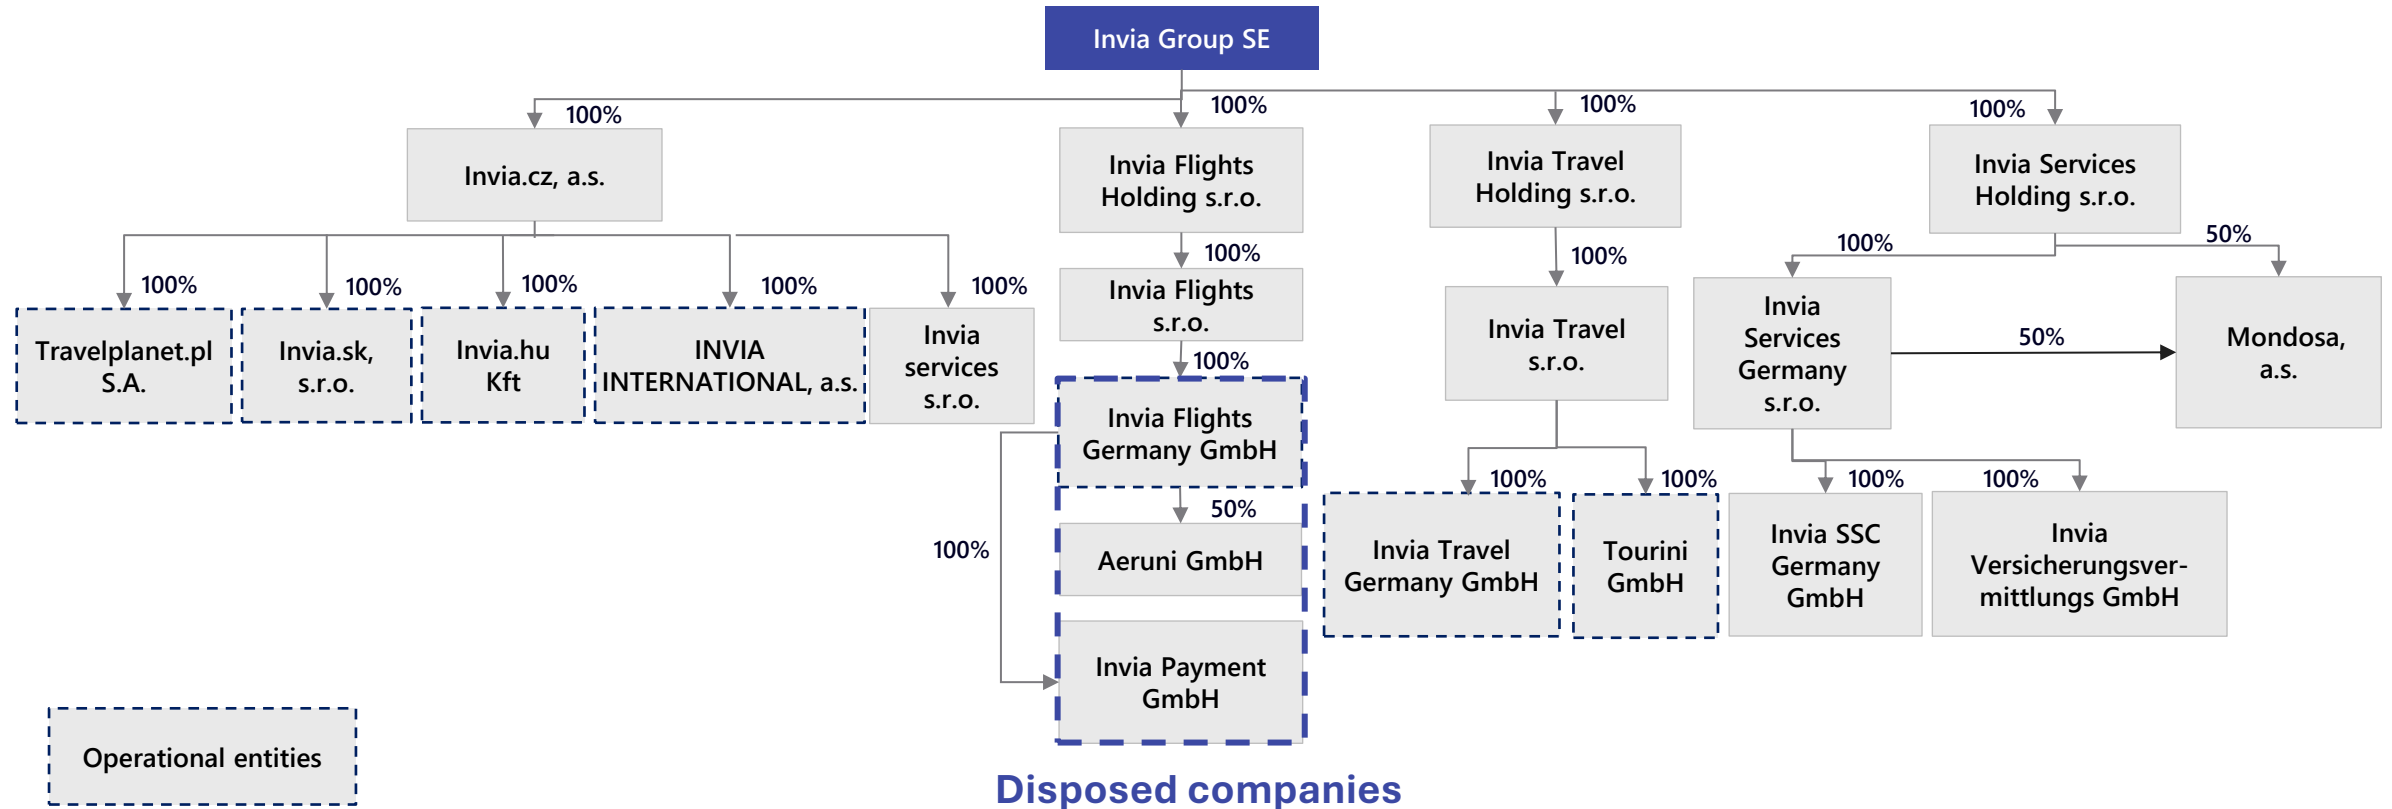 Invia Group SE
100%
100%
100%
100%
Invia.cz, a.s.
Invia Flights
Holding s.r.o.
Invia Travel
Holding s.r.o.
Invia Services
Holding s.r.o.
100%
100%
100%
100%
100%
100%
100%
100%
50%
Travelplanet.pl
S.A.
Invia.sk,
s.r.o.
Invia.hu
Kft
INVIA
INTERNATIONAL, a.s.
Invia
services
s.r.o.
Invia Flights
s.r.o.
Invia Travel
s.r.o.
Invia
Services
Germany
s.r.o.
50%
Mondosa,
a.s.
100%
Invia Flights
Germany GmbH
50%
100%
Aeruni GmbH
Invia Payment
GmbH
100%
100%
100%
100%
Invia Travel
Germany GmbH
Tourini
GmbH
Invia SSC
Germany
GmbH
Invia
Versicherungsver-
mittlungs GmbH
Operational entities
Disposed companies